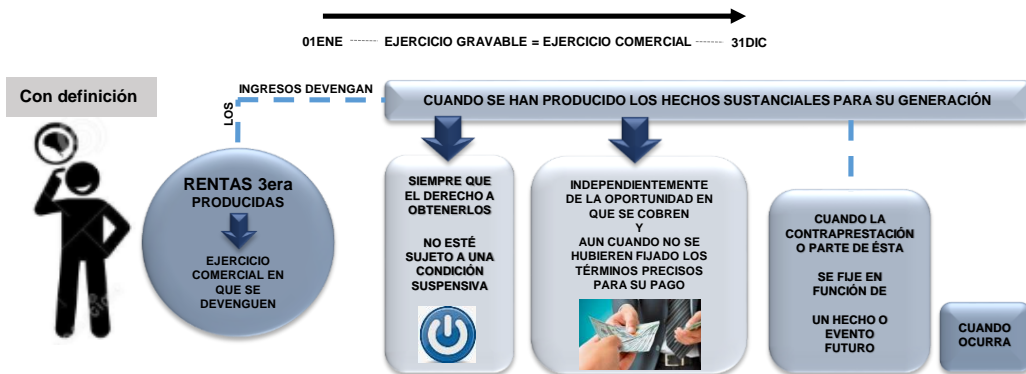 01ENE ------- EJERCICIO GRAVABLE = EJERCICIO COMERCIAL ------- 31DIC
Con definición
LOS
INGRESOS DEVENGAN
CUANDO SE HAN PRODUCIDO LOS HECHOS SUSTANCIALES PARA SU GENERACIÓN
RENTAS 3era
PRODUCIDAS
EJERCICIO
COMERCIAL EN
QUE SE
DEVENGUEN
SIEMPRE QUE
EL DERECHO A
OBTENERLOS
NO ESTÉ
SUJETO A UNA
CONDICIÓN
SUSPENSIVA
INDEPENDIENTEMENTE
DE LA OPORTUNIDAD EN
QUE SE COBREN
Y
AUN CUANDO NO SE
HUBIEREN FIJADO LOS
TÉRMINOS PRECISOS
PARA SU PAGO
CUANDO LA
CONTRAPRESTACIÓN
O PARTE DE ÉSTA
SE FIJE EN
FUNCIÓN DE
UN HECHO O
EVENTO
FUTURO
CUANDO
OCURRA